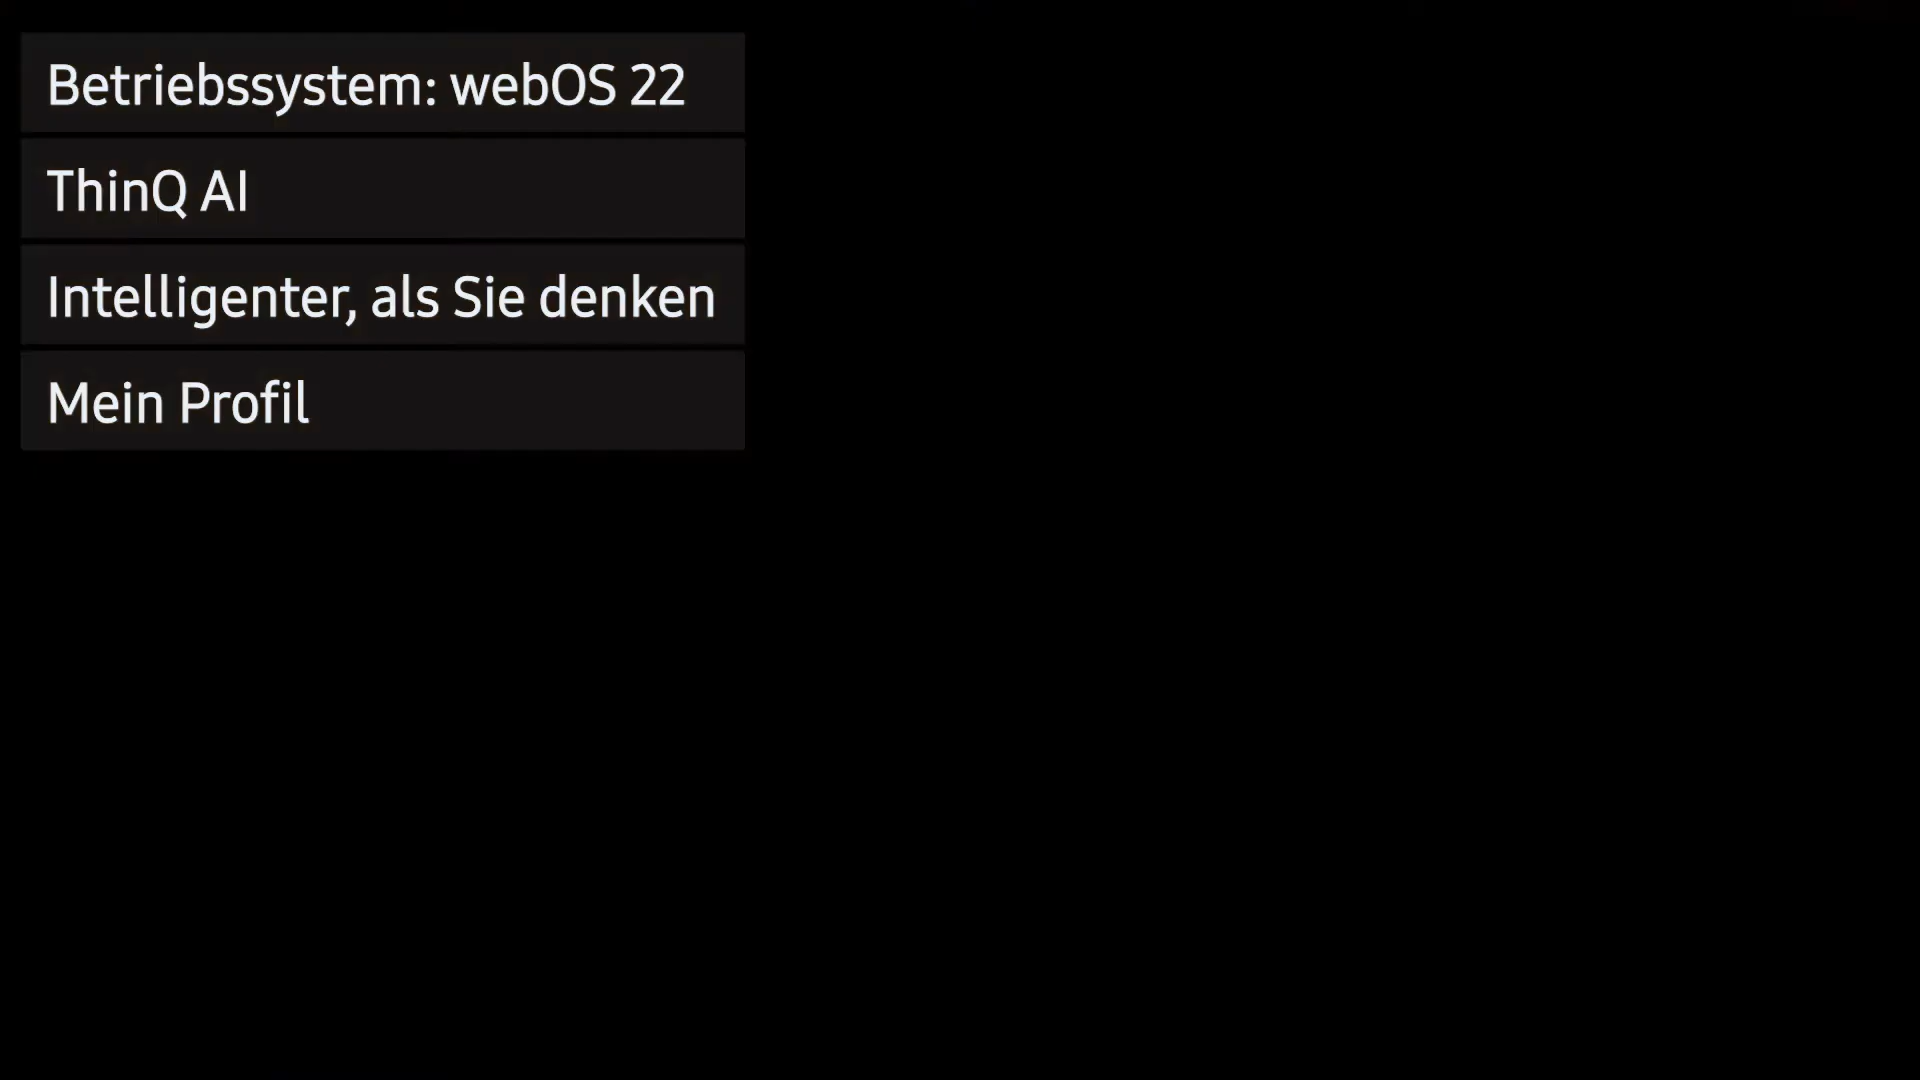 Betriebssystem: webOS 22
ThinQ AI
Intelligenter, als Sie denken
Mein Profil